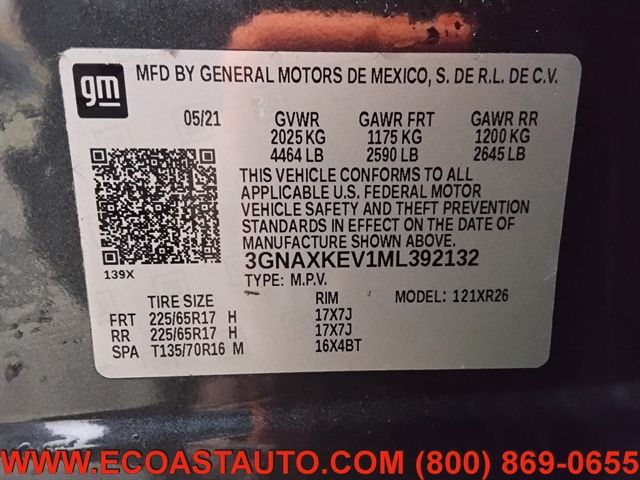 gm MFD BY GENERAL MOTORS DE MEXICO, S. DE R.L. DE C.V.
05/21 GVWR GAWR FRT GAWR RR
2025 KG 1175 KG 1200 KG
4464 LB 2590 LB 2645 LB
THIS VEHICLE CONFORMS TO ALL
APPLICABLE U.S. FEDERAL MOTOR
VEHICLE SAFETY AND THEFT PREVENTION
STANDARDS IN EFFECT ON THE DATE OF
MANUFACTURE SHOWN ABOVE.
3GNAXKEV1ML392132
139X
TYPE: M.P.V.
TIRE SIZE RIM MODEL: 121XR26
FRT 225/65R17 H 17X7J
RR 225/65R17 H 17X7J
SPA T135/70R16 M 16X4BT
WWW.ECOASTAUTO.COM (800) 869-0655